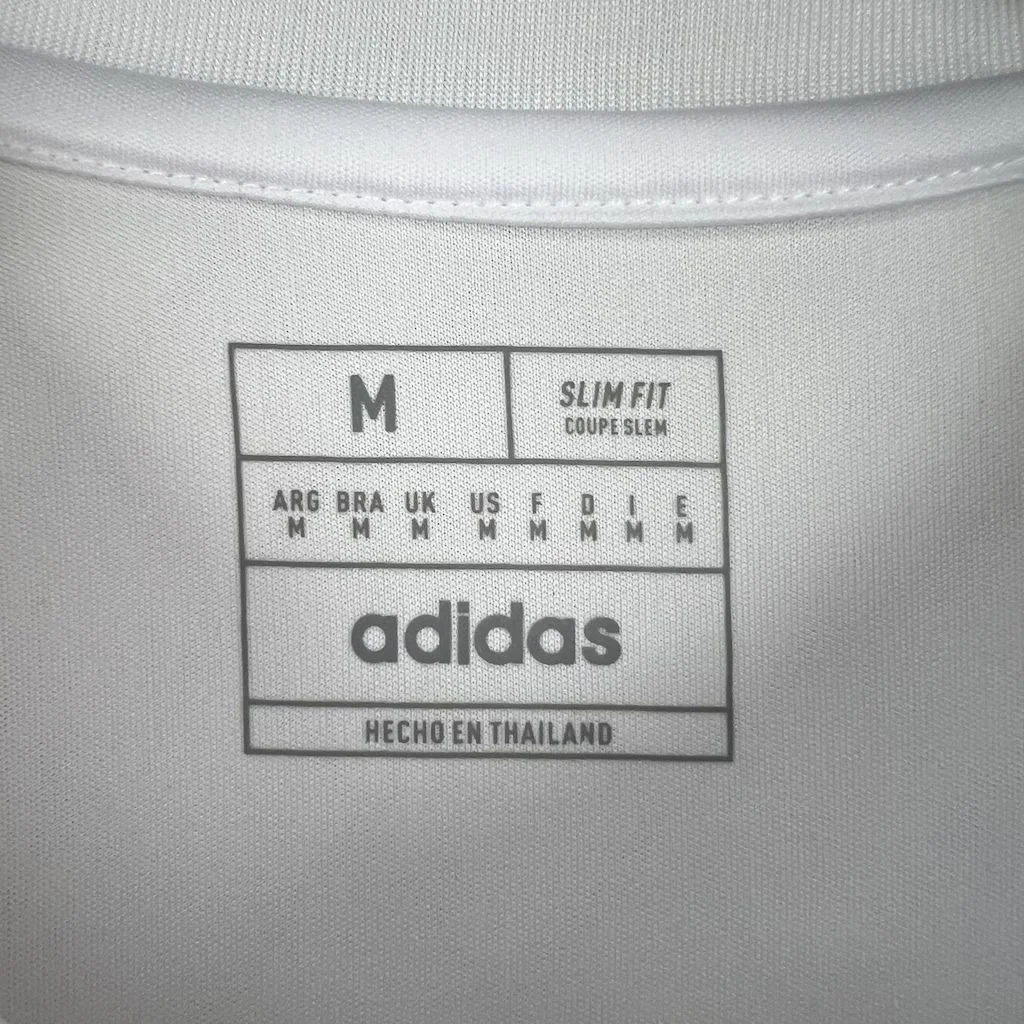 M
SLIM FIT
COUPE SLEM
ARG BRA UK US F D I E
M M M M M M M M
adidas
HECHO EN THAILAND